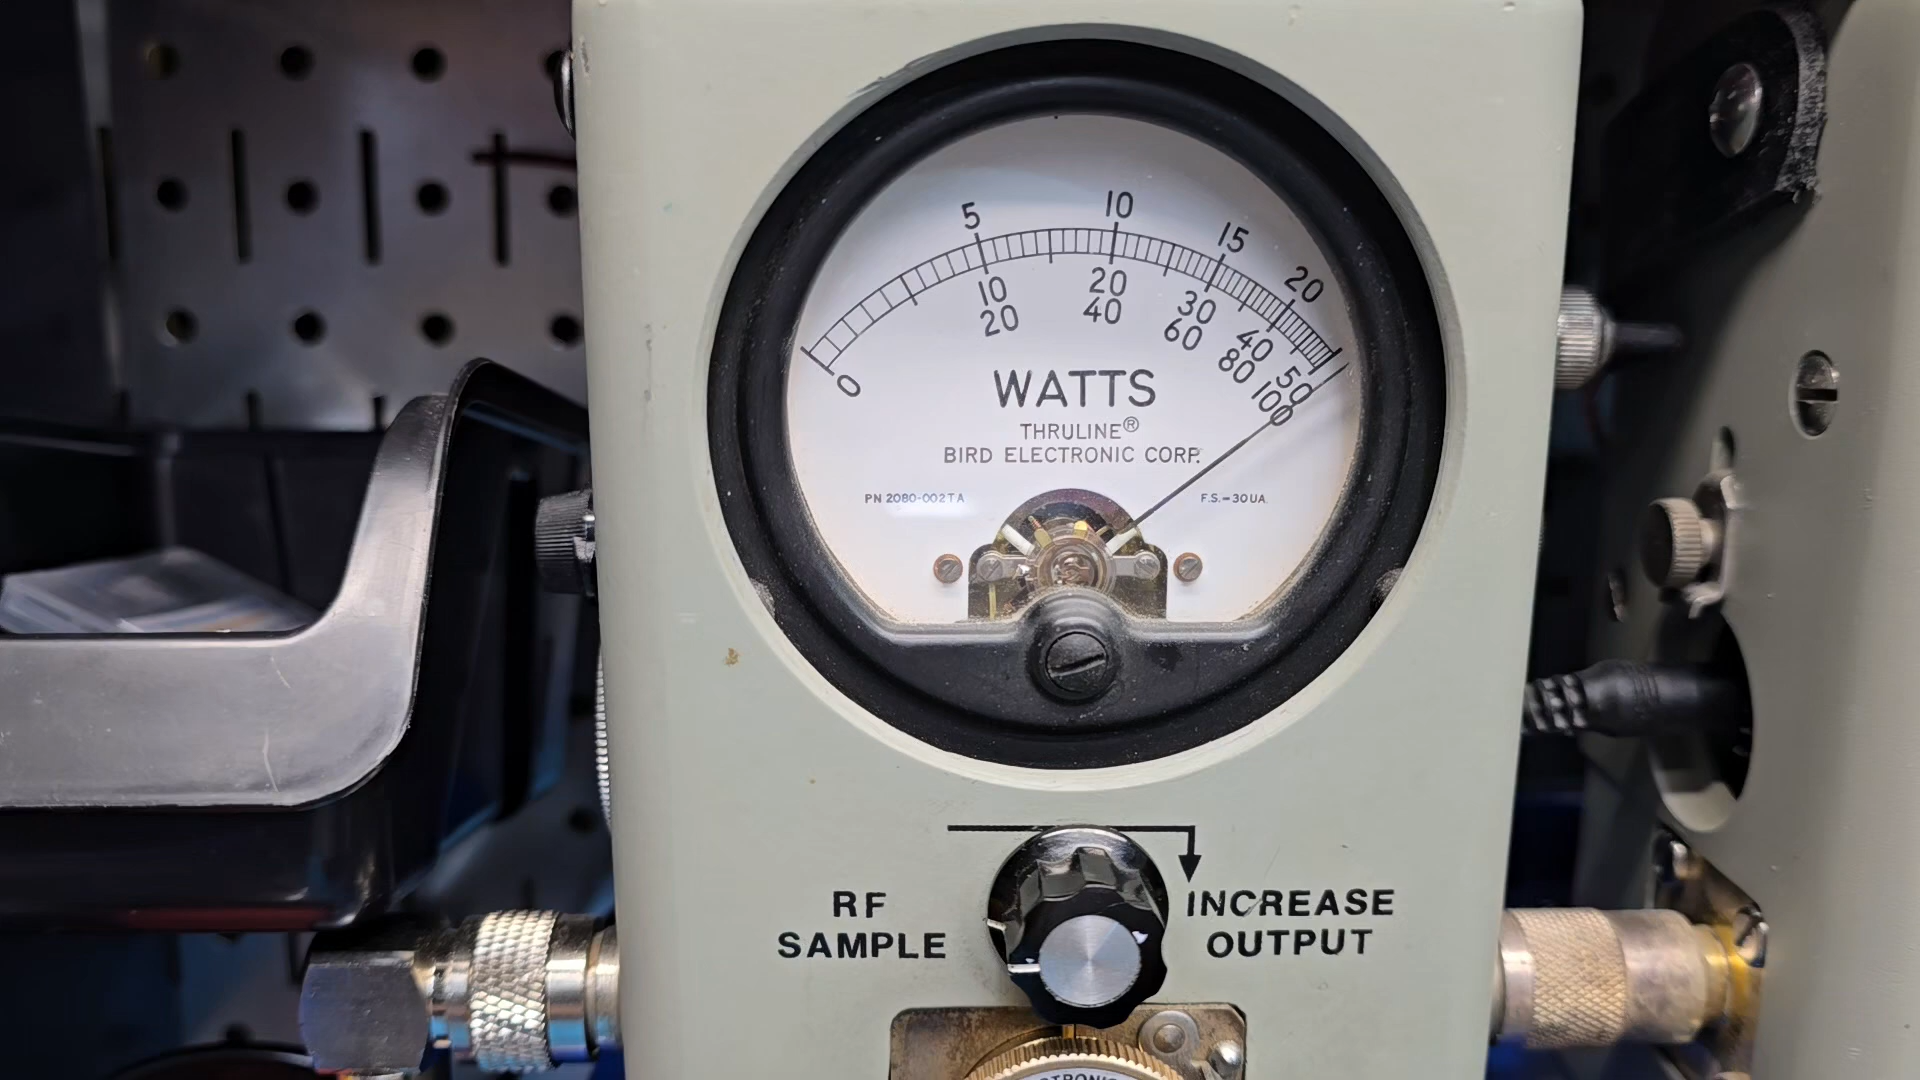 5 10 15 20
10 20 30 40 50
0 20 40 60 80 100
WATTS
THRULINE®
BIRD ELECTRONIC CORP.
PN 2080-002TA F.S.=30UA.
RF
SAMPLE
INCREASE
OUTPUT